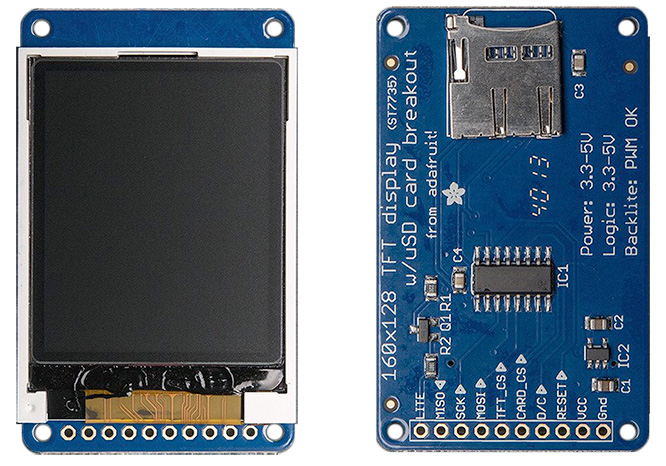 160x128 TFT display (ST7735)
w/uSD card breakout
from adafruit!
4013
Power: 3.3-5V
Logic: 3.3-5V
Backlite: PWM OK
C3
C4
IC1
R1
Q1
R2
C2
IC2
C1
LITE
MISO
SCK
MOSI
TFT_CS
CARD_CS
D/C
RESET
VCC
Gnd